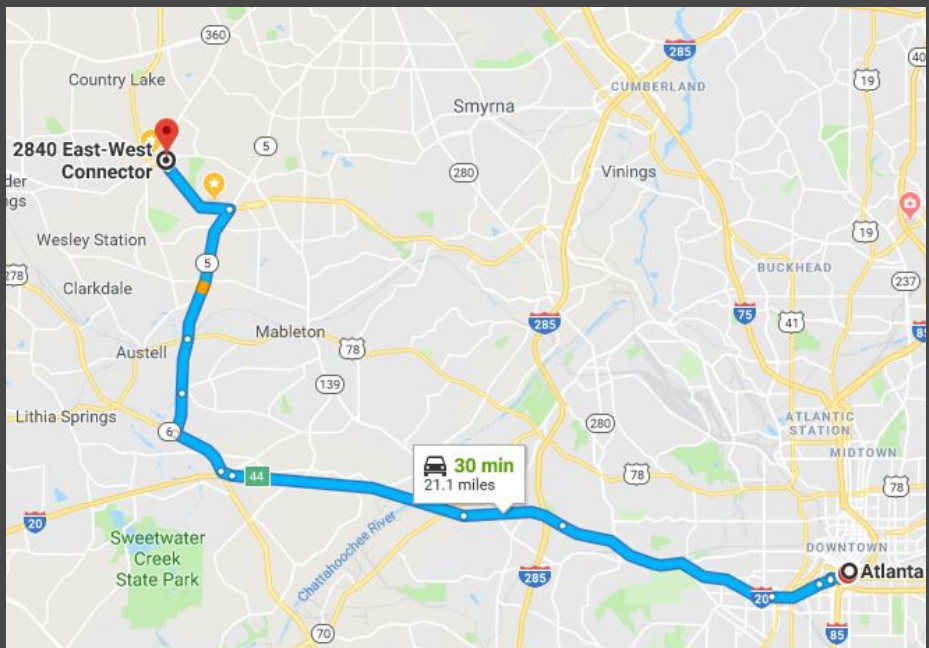 360
285
40
Country Lake
CUMBERLAND
19
Smyrna
2840 East-West
Connector
5
280
Vinings
der
ngs
19
Wesley Station
5
BUCKHEAD
278
Clarkdale
237
75
285
41
85
Mableton
78
Austell
139
Lithia Springs
6
280
ATLANTIC
STATION
MIDTOWN
30 min
21.1 miles
44
78
78
20
Chattahoochee River
Sweetwater
Creek
State Park
DOWNTOWN
285
Atlanta
20
70
85